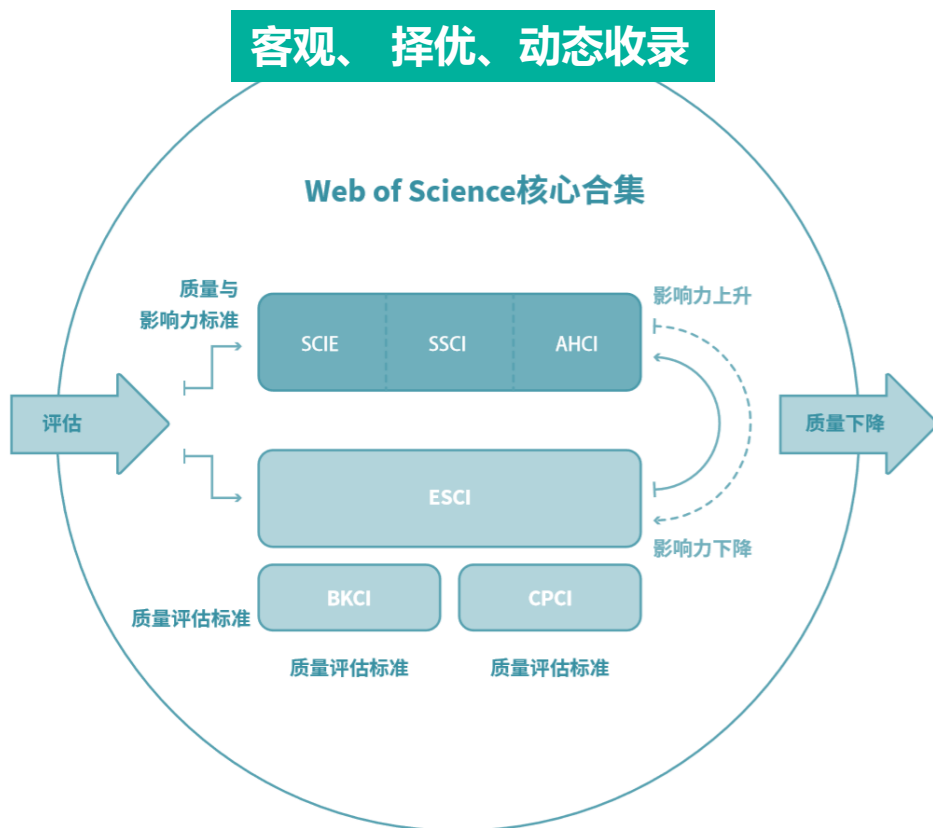 客观、 择优、动态收录
Web of Science核心合集
质量与
影响力标准
SCIE
SSCI
AHCI
影响力上升
评估
质量下降
ESCI
影响力下降
BKCI
CPCI
质量评估标准
质量评估标准
质量评估标准